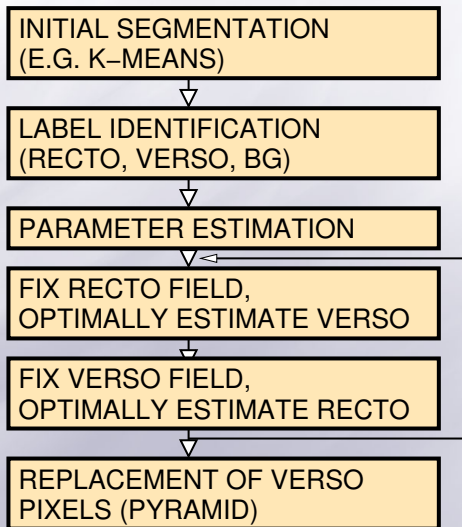 INITIAL SEGMENTATION
(E.G. K−MEANS)
LABEL IDENTIFICATION
(RECTO, VERSO, BG)
PARAMETER ESTIMATION
FIX RECTO FIELD,
OPTIMALLY ESTIMATE VERSO
FIX VERSO FIELD,
OPTIMALLY ESTIMATE RECTO
REPLACEMENT OF VERSO
PIXELS (PYRAMID)